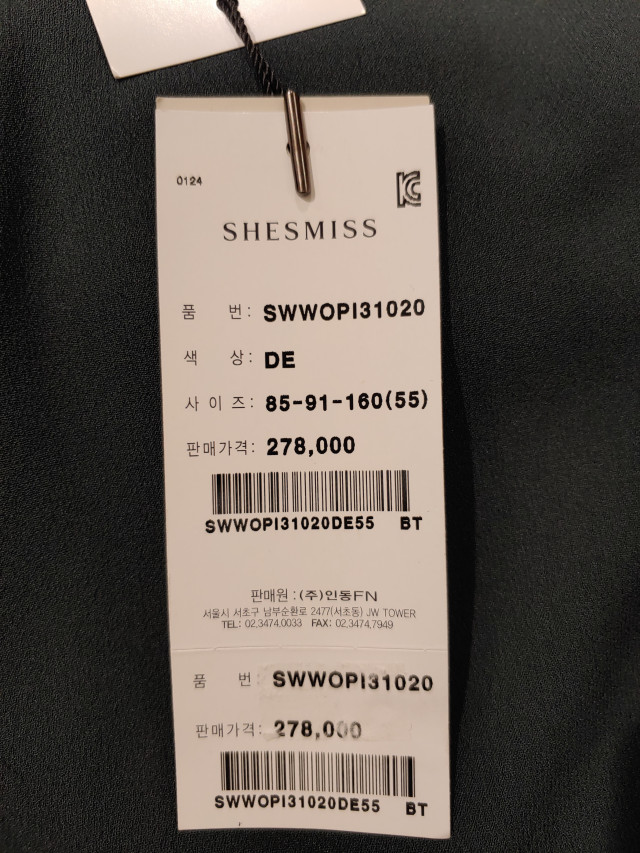 0124
KC
SHESMISS
품 번: SWWOPI31020
색 상: DE
사 이 즈: 85-91-160(55)
판매가격: 278,000
SWWOPI31020DE55 BT
판매원 : (주)인동FN
서울시 서초구 남부순환로 2477(서초동) JW TOWER
TEL: 02.3474.0033 FAX: 02.3474.7949
품 번: SWWOPI31020
판매가격: 278,000
SWWOPI31020DE55 BT